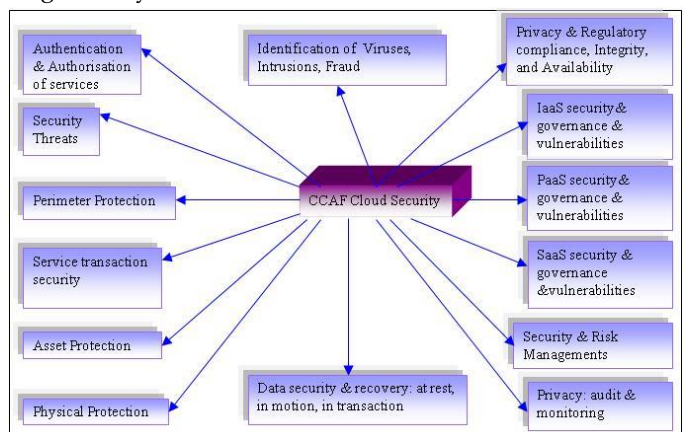 Authentication
& Authorisation
of services
Identification of Viruses,
Intrusions, Fraud
Privacy & Regulatory
compliance, Integrity,
and Availability
Security
Threats
IaaS security &
governance &
vulnerabilities
Perimeter Protection
CCAF Cloud Security
PaaS security &
governance &
vulnerabilities
Service transaction
security
SaaS security &
governance
&vulnerabilities
Asset Protection
Security & Risk
Managements
Physical Protection
Data security & recovery: at rest,
in motion, in transaction
Privacy: audit &
monitoring